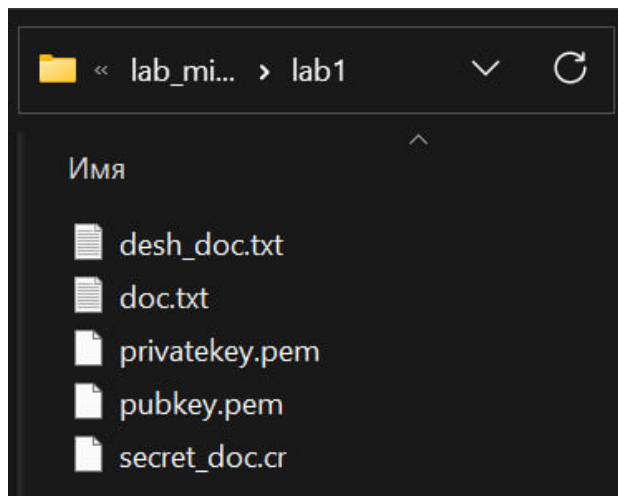 « lab_mi... › lab1
Имя
desh_doc.txt
doc.txt
privatekey.pem
pubkey.pem
secret_doc.cr